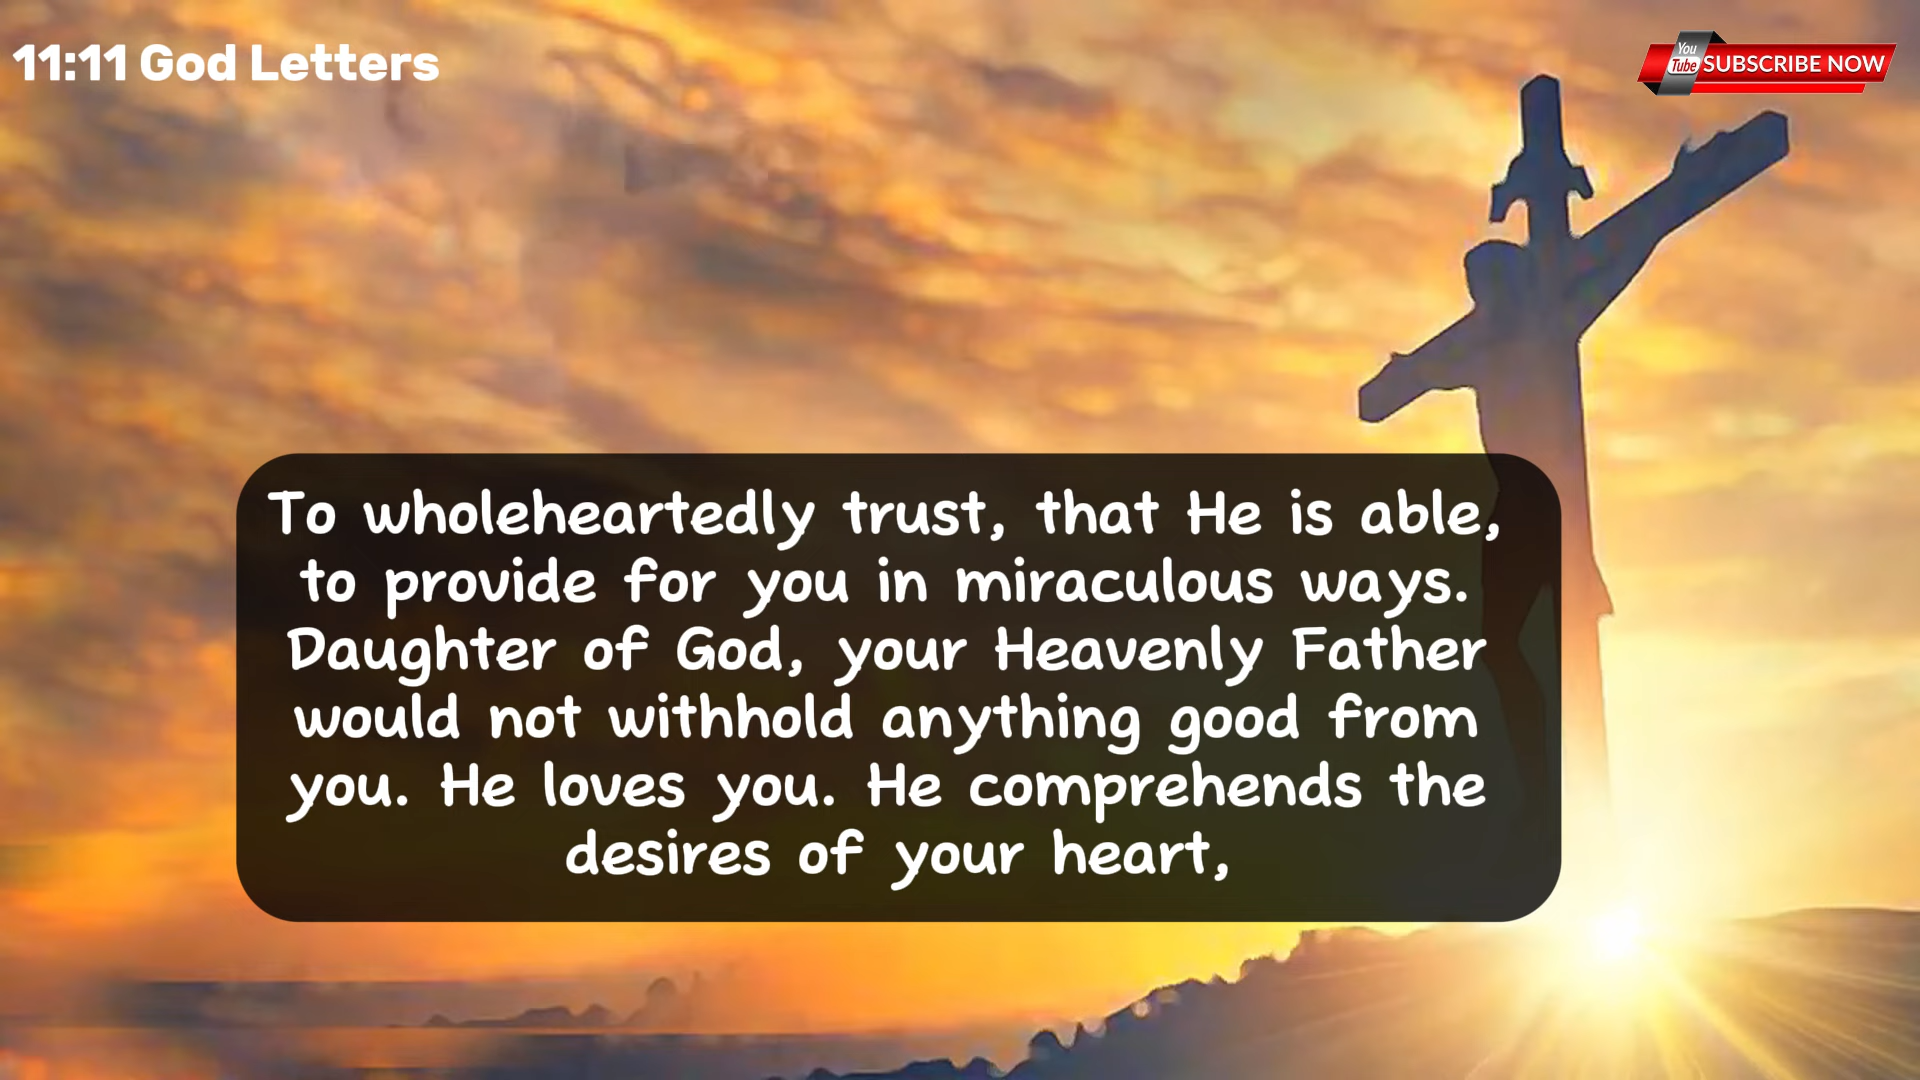 11:11 God Letters
You
Tube
SUBSCRIBE NOW
To wholeheartedly trust, that He is able,
to provide for you in miraculous ways.
Daughter of God, your Heavenly Father
would not withhold anything good from
you. He loves you. He comprehends the
desires of your heart,